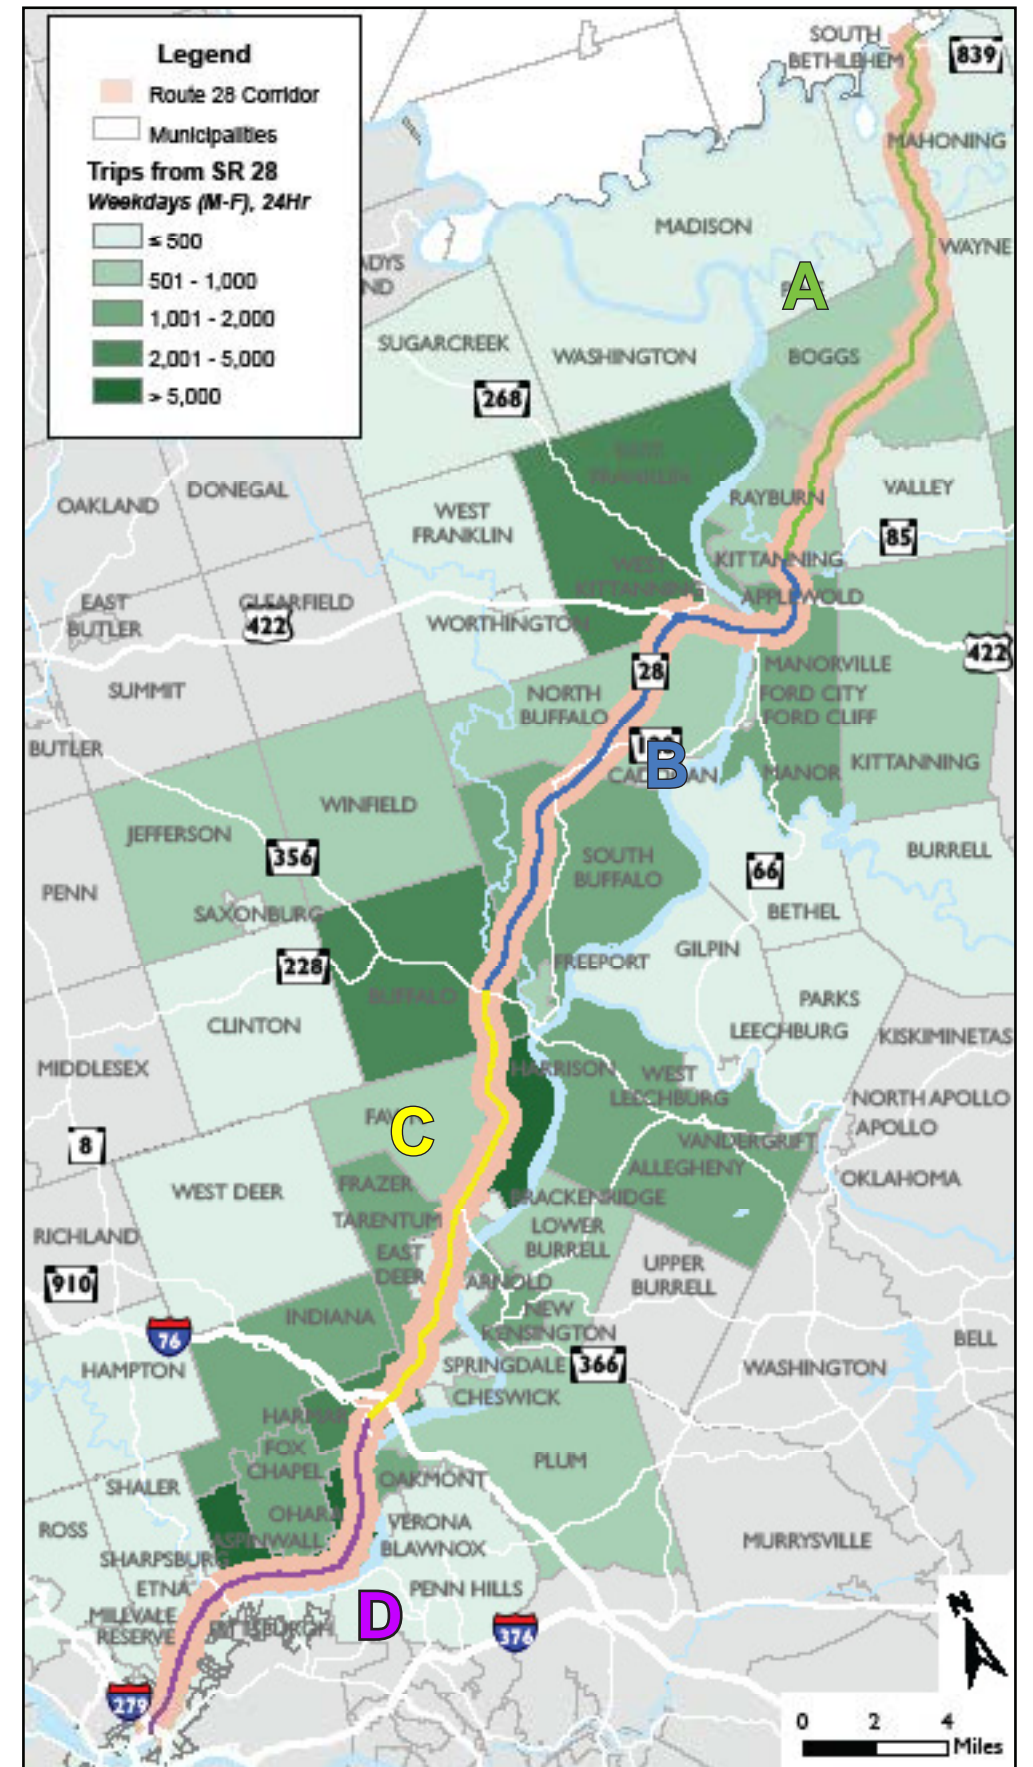 Legend
Route 28 Corridor
Municipalities
Trips from SR 28
Weekdays (M-F), 24Hr
≤ 500
501 - 1,000
1,001 - 2,000
2,001 - 5,000
> 5,000
SOUTH
BETHLEHEM
839
MAHONING
MADISON
WAYNE
A
SUGARCREEK
WASHINGTON
BOGGS
268
FRANKLIN
OAKLAND
DONEGAL
WEST
FRANKLIN
RAYBURN
VALLEY
85
WEST
KITTANNING
KITTANNING
APPLEWOLD
EAST
BUTLER
CLEARFIELD
422
WORTHINGTON
422
28
MANORVILLE
SUMMIT
NORTH
BUFFALO
FORD CITY
FORD CLIFF
BUTLER
B
MANOR
KITTANNING
WINFIELD
JEFFERSON
356
SOUTH
BUFFALO
BURRELL
66
PENN
SAXONBURG
BETHEL
228
FREEPORT
GILPIN
BUFFALO
PARKS
CLINTON
LEECHBURG
KISKIMINETAS
MIDDLESEX
HARRISON
WEST
LEECHBURG
NORTH APOLLO
APOLLO
C
8
VANDERGRIFT
ALLEGHENY
OKLAHOMA
WEST DEER
FRAZER
BRACKENRIDGE
TARENTUM
LOWER
BURRELL
RICHLAND
EAST
DEER
UPPER
BURRELL
910
ARNOLD
INDIANA
NEW
KENSINGTON
76
BELL
HAMPTON
SPRINGDALE
366
WASHINGTON
CHESWICK
HARMAR
FOX
CHAPEL
PLUM
SHALER
OAKMONT
OHARA
ROSS
ASPINWALL
VERONA
BLAWNOX
MURRYSVILLE
SHARPSBURG
ETNA
PENN HILLS
D
MILLVALE
RESERVE
PITTSBURGH
376
N
279
0 2 4
Miles